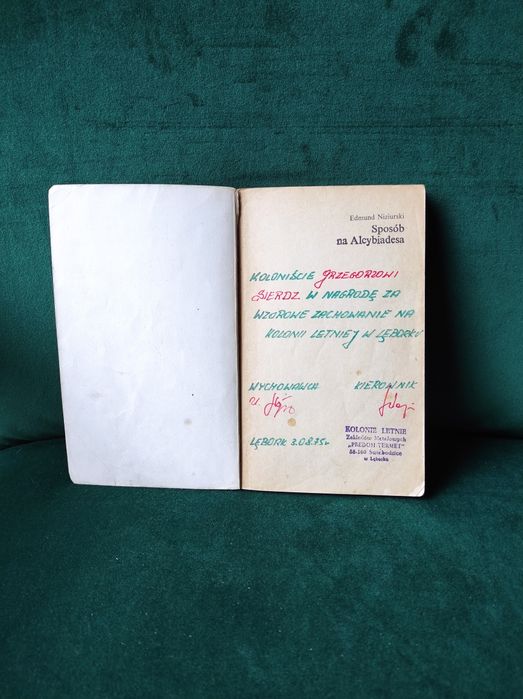 Edmund Niziurski
Sposób
na Alcybiadesa
KOLONIŚCIE GRZEGORZOWI
SIERDZ W NAGRODĘ ZA
WZOROWE ZACHOWANIE NA
KOLONII LETNIEJ W LĘBORKU
WYCHOWAWCA KIEROWNIK
LĘBORK 3.08.75r
KOLONIE LETNIE
Zakładów Metalowych
„PREDOM TERMET"
58-160 Świebodzice
w Lęborku